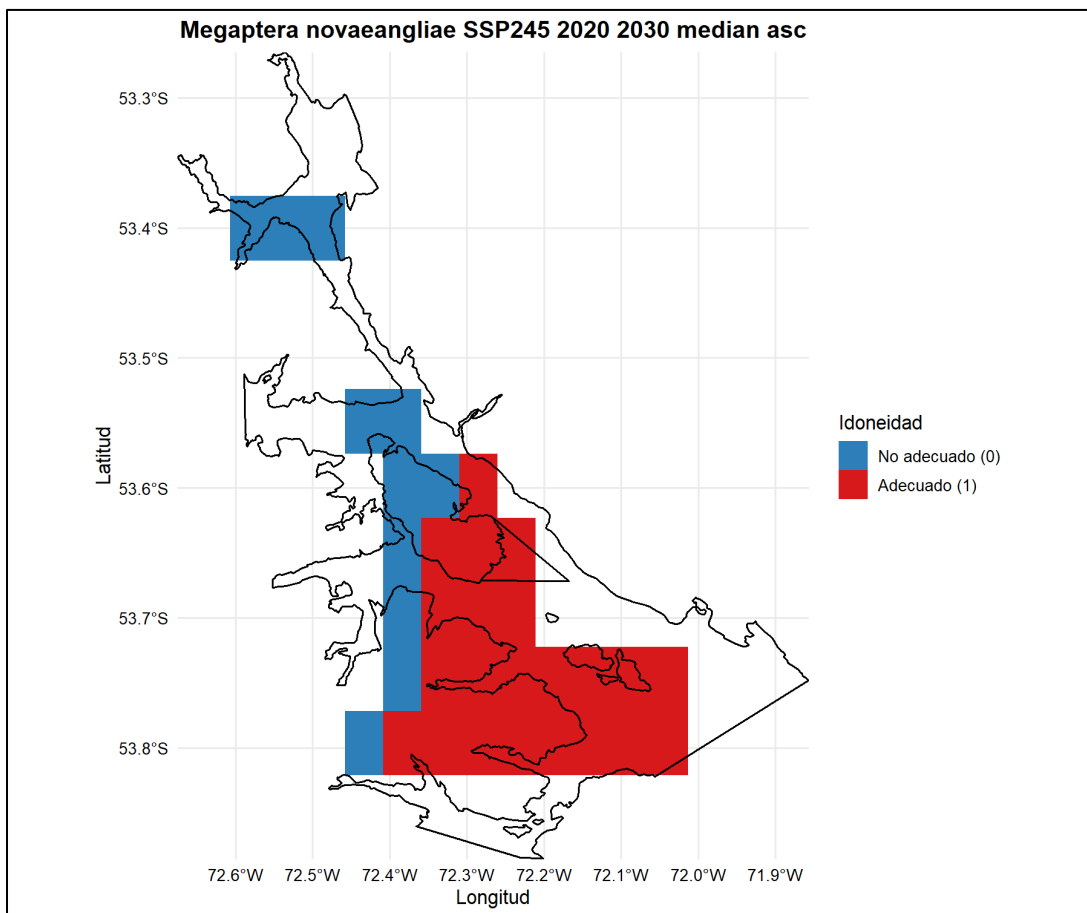 Megaptera novaeangliae SSP245 2020 2030 median asc
53.3°S
53.4°S
53.5°S
53.6°S
53.7°S
53.8°S
Latitud
72.6°W 72.5°W 72.4°W 72.3°W 72.2°W 72.1°W 72.0°W 71.9°W
Longitud
Idoneidad
No adecuado (0)
Adecuado (1)